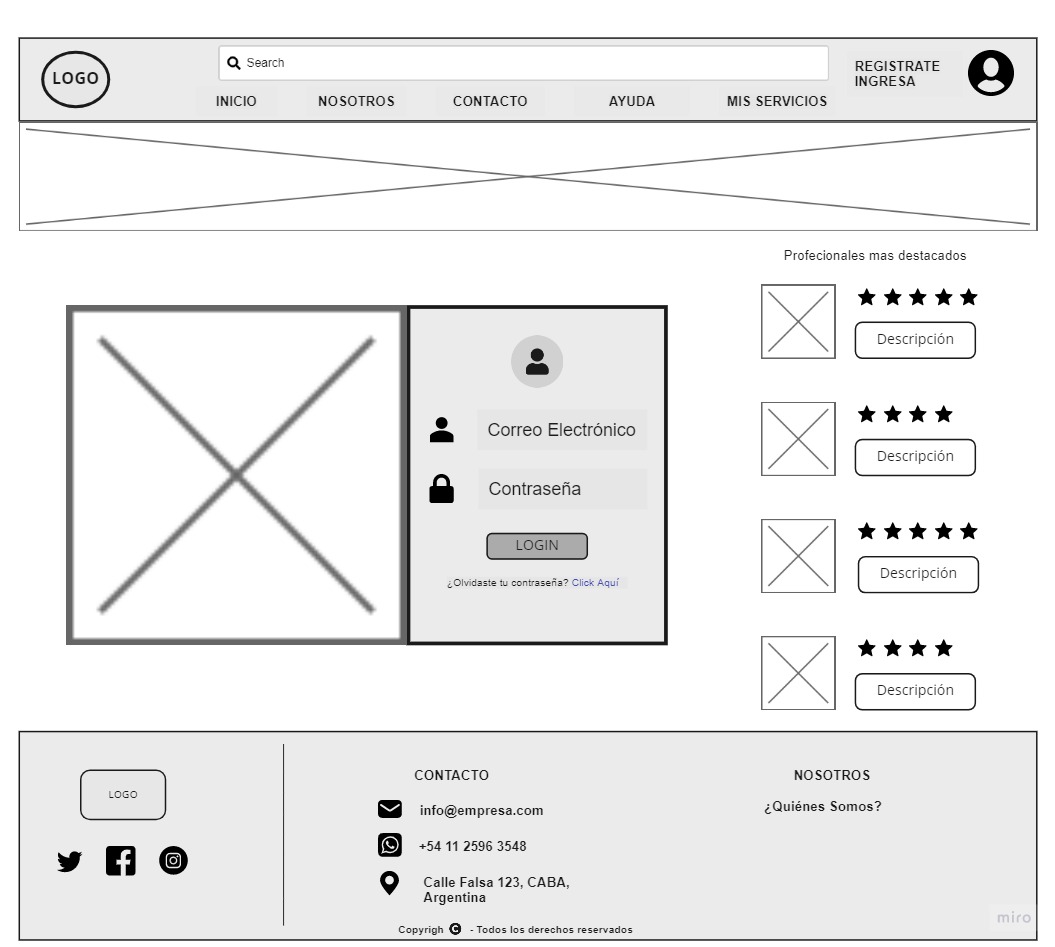 LOGO
Search
REGISTRATE
INGRESA
INICIO NOSOTROS CONTACTO AYUDA MIS SERVICIOS
Profecionales mas destacados
Descripción
Correo Electrónico
Descripción
Contraseña
LOGIN
¿Olvidaste tu contraseña? Click Aquí
Descripción
Descripción
LOGO
CONTACTO
info@empresa.com
+54 11 2596 3548
Calle Falsa 123, CABA,
Argentina
NOSOTROS
¿Quiénes Somos?
Copyrigh © - Todos los derechos reservados
miro